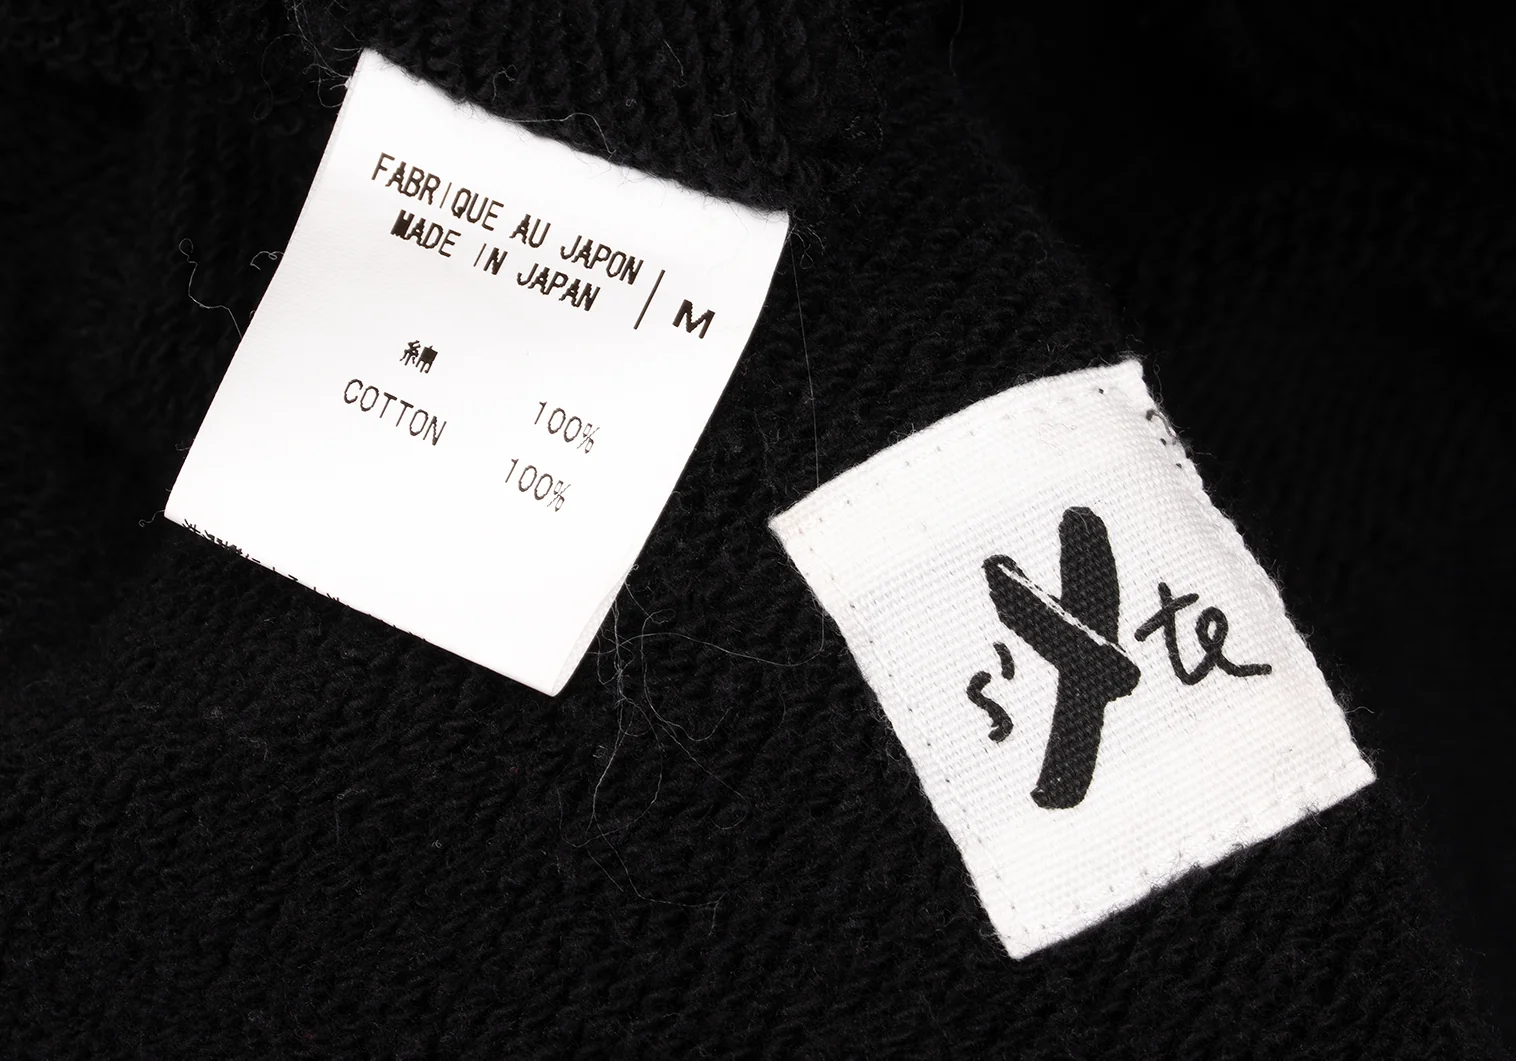 FABRIQUE AU JAPON
MADE IN JAPAN
M
綿 100%
COTTON 100%
s'Yte